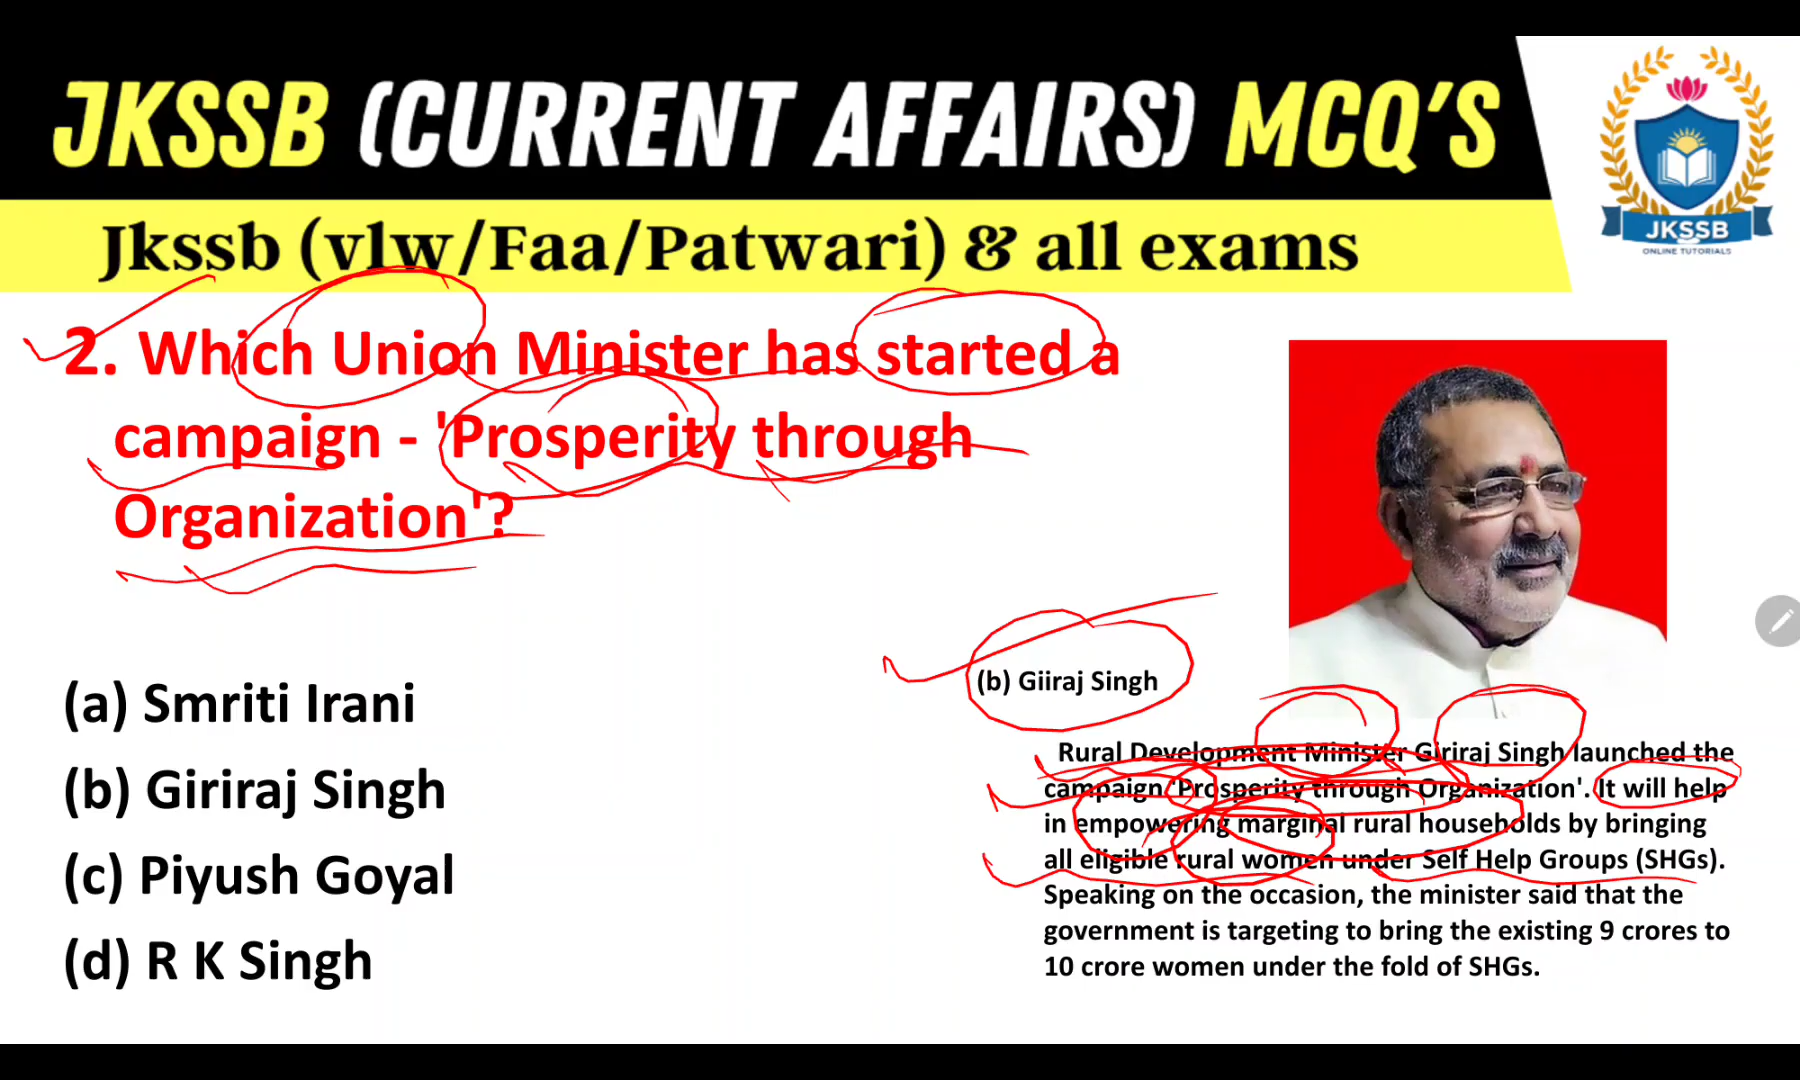 JKSSB (CURRENT AFFAIRS) MCQ'S
JKSSB
ONLINE TUTORIALS
Jkssb (vlw/Faa/Patwari) & all exams
2. Which Union Minister has started a
campaign - 'Prosperity through
Organization'?
(a) Smriti Irani
(b) Giriraj Singh
(c) Piyush Goyal
(d) R K Singh
(b) Giiraj Singh
Rural Development Minister Giriraj Singh launched the
campaign 'Prosperity through Organization'. It will help
in empowering marginal rural households by bringing
all eligible rural women under Self Help Groups (SHGs).
Speaking on the occasion, the minister said that the
government is targeting to bring the existing 9 crores to
10 crore women under the fold of SHGs.